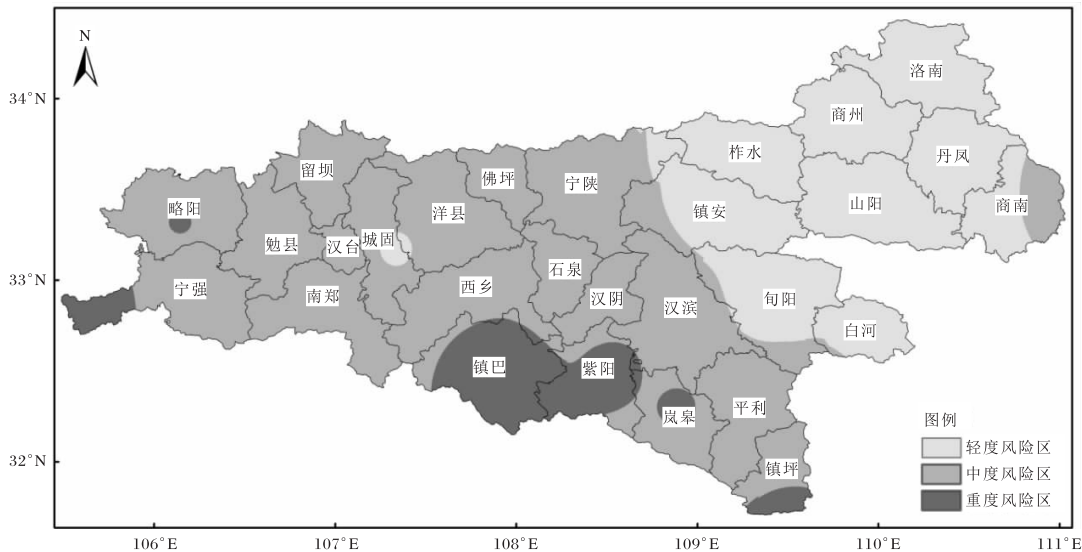 N
34°N
33°N
32°N
洛南
商州
柞水
丹凤
留坝
佛坪
宁陕
略阳
洋县
镇安
山阳
商南
勉县
汉台
城固
宁强
南郑
西乡
石泉
汉阴
汉滨
旬阳
白河
镇巴
紫阳
岚皋
平利
镇坪
图例
轻度风险区
中度风险区
重度风险区
106°E
107°E
108°E
109°E
110°E
111°E